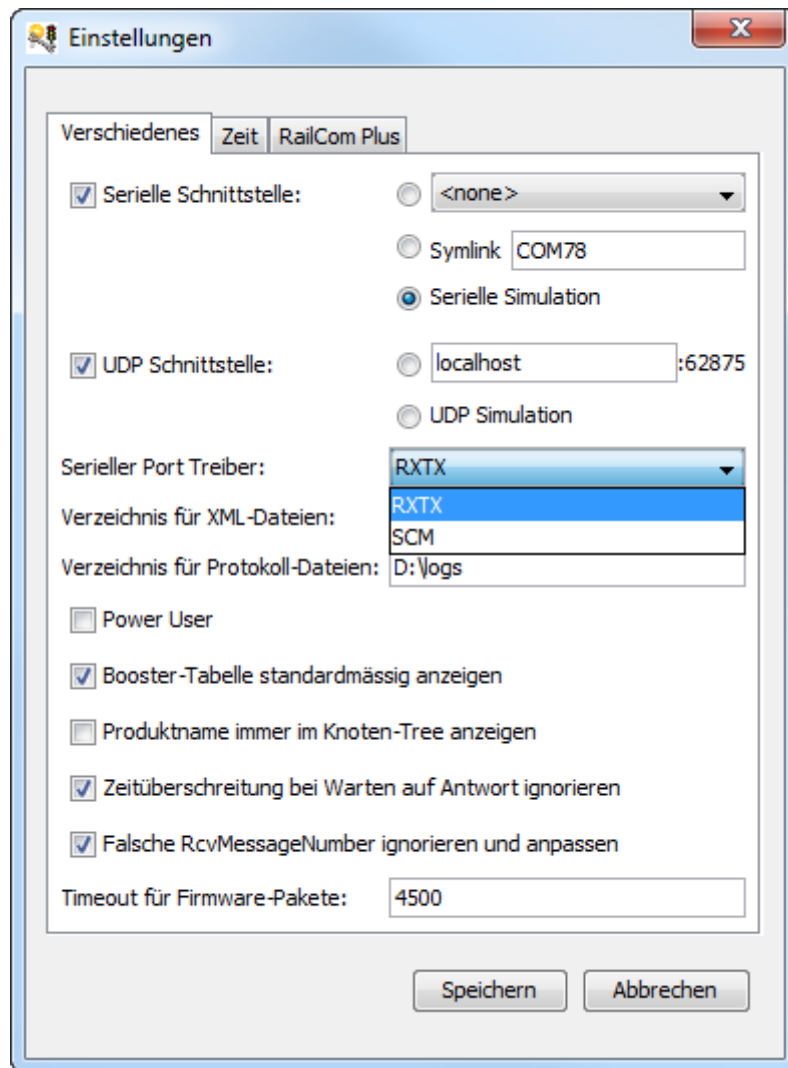 Einstellungen
Verschiedenes Zeit RailCom Plus
Serielle Schnittstelle: <none>
Symlink COM78
Serielle Simulation
UDP Schnittstelle: localhost :62875
UDP Simulation
Serieller Port Treiber: RXTX
RXTX
Verzeichnis für XML-Dateien:
SCM
Verzeichnis für Protokoll-Dateien: D:\logs
Power User
Booster-Tabelle standardmässig anzeigen
Produktname immer im Knoten-Tree anzeigen
Zeitüberschreitung bei Warten auf Antwort ignorieren
Falsche RcvMessageNumber ignorieren und anpassen
Timeout für Firmware-Pakete: 4500
Speichern Abbrechen